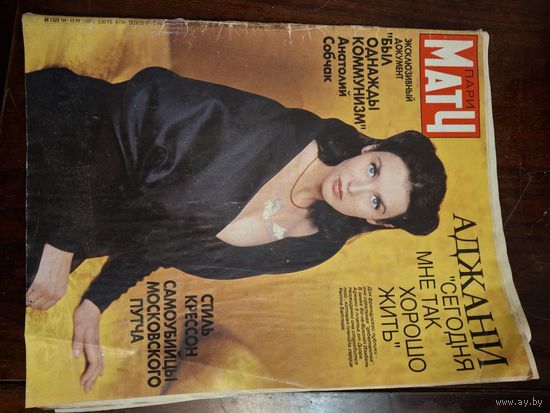 ПАРИ
МАТЧ
ЭКСКЛЮЗИВНЫЙ
ДОКУМЕНТ
"БЫЛ
ОДНАЖДЫ
КОММУНИЗМ"
Анатолий
Собчак
АДЖАНИ
"СЕГОДНЯ
МНЕ ТАК
ХОРОШО
ЖИТЬ"
СТИЛЬ
КРЕССОН
САМОУБИЙЦЫ
МОСКОВСКОГО
ПУТЧА
www.ay.by